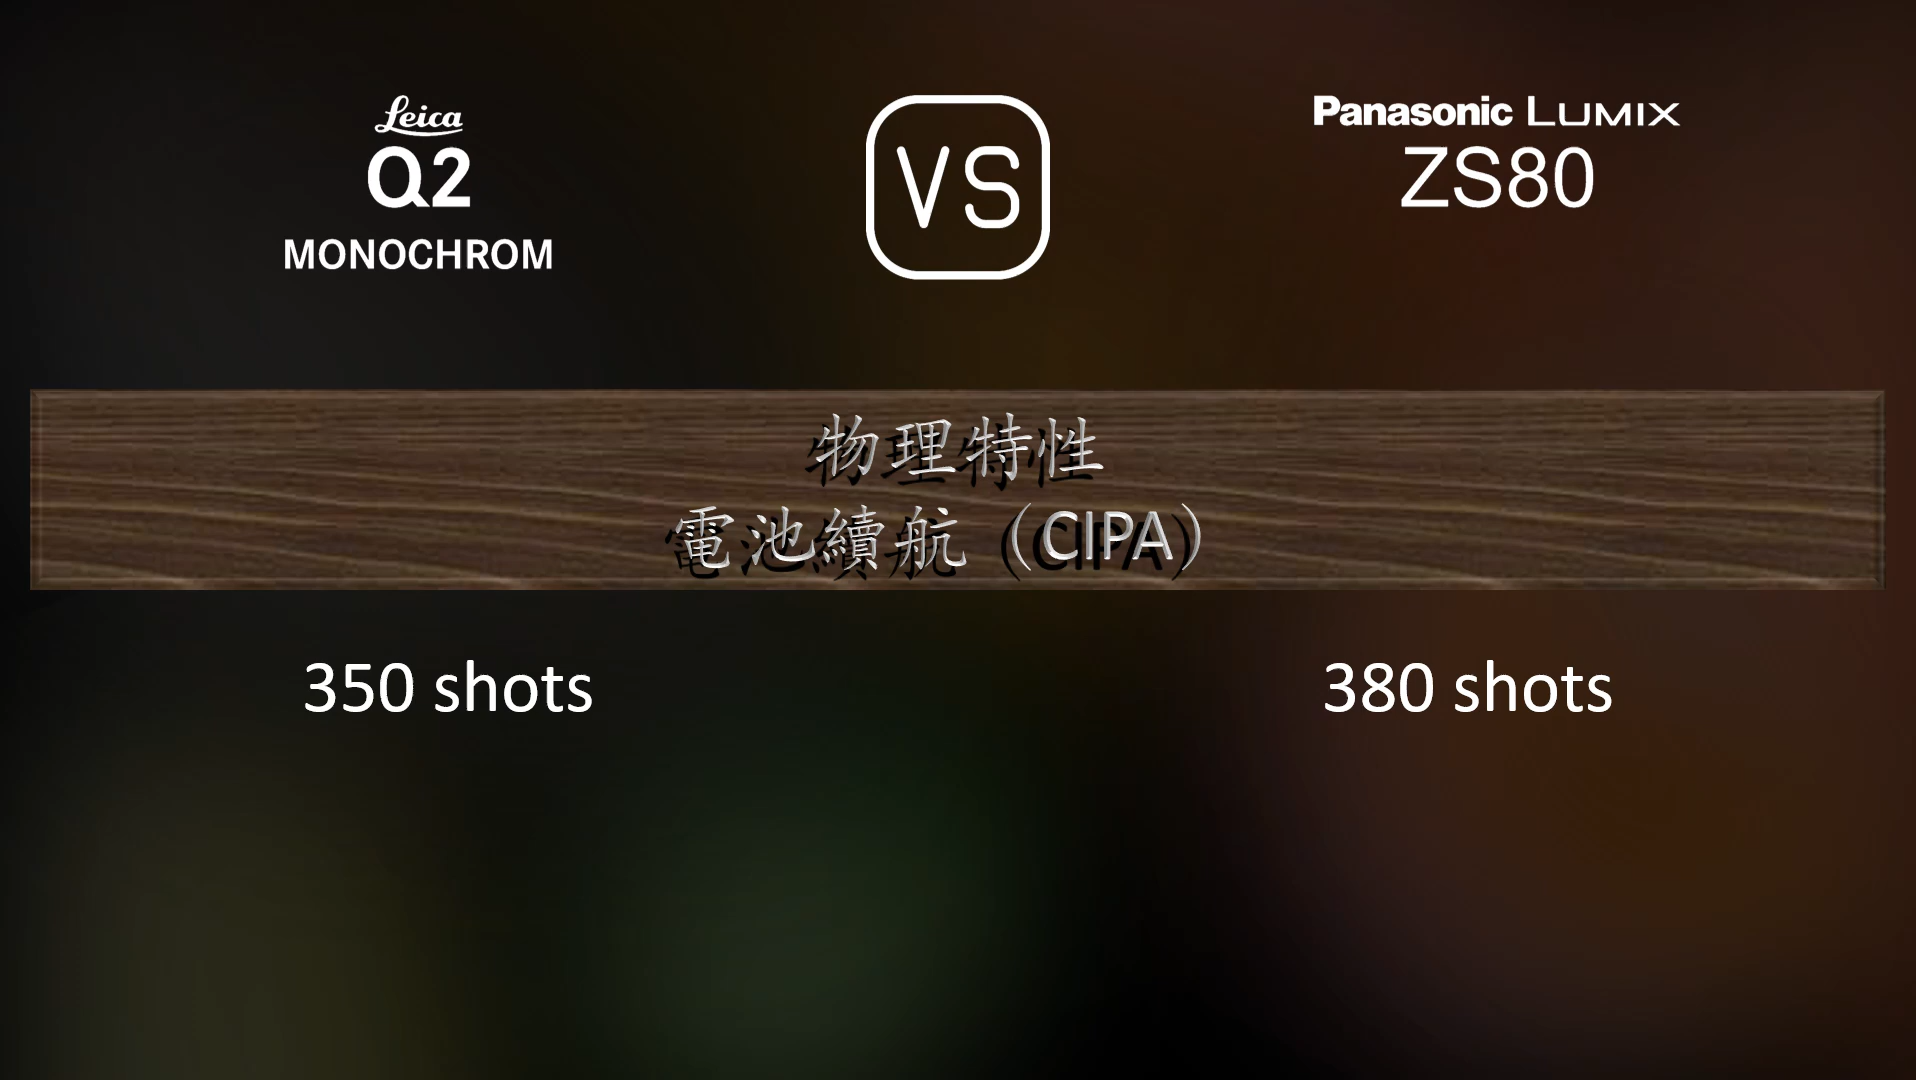 Leica
Q2
MONOCHROM
VS
Panasonic LUMIX
ZS80
物理特性
電池續航（CIPA）
350 shots
380 shots